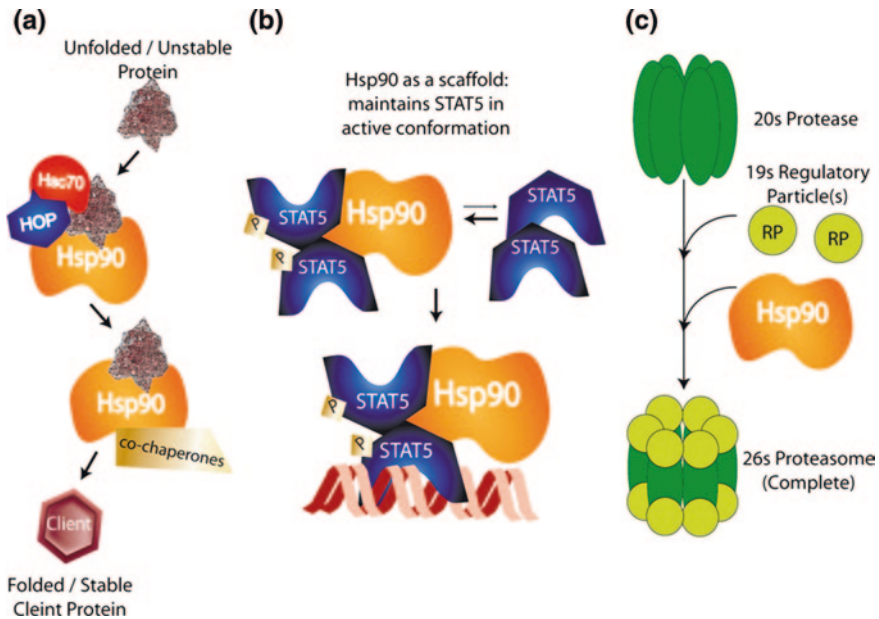 (a)
Unfolded / Unstable
Protein
Hsc70
HOP
Hsp90
Hsp90
co-chaperones
Client
Folded / Stable
Cleint Protein
(b)
Hsp90 as a scaffold:
maintains STAT5 in
active conformation
STAT5
Hsp90
P
P
STAT5
STAT5
STAT5
STAT5
Hsp90
P
P
STAT5
(c)
20s Protease
19s Regulatory
Particle(s)
RP
RP
Hsp90
26s Proteasome
(Complete)